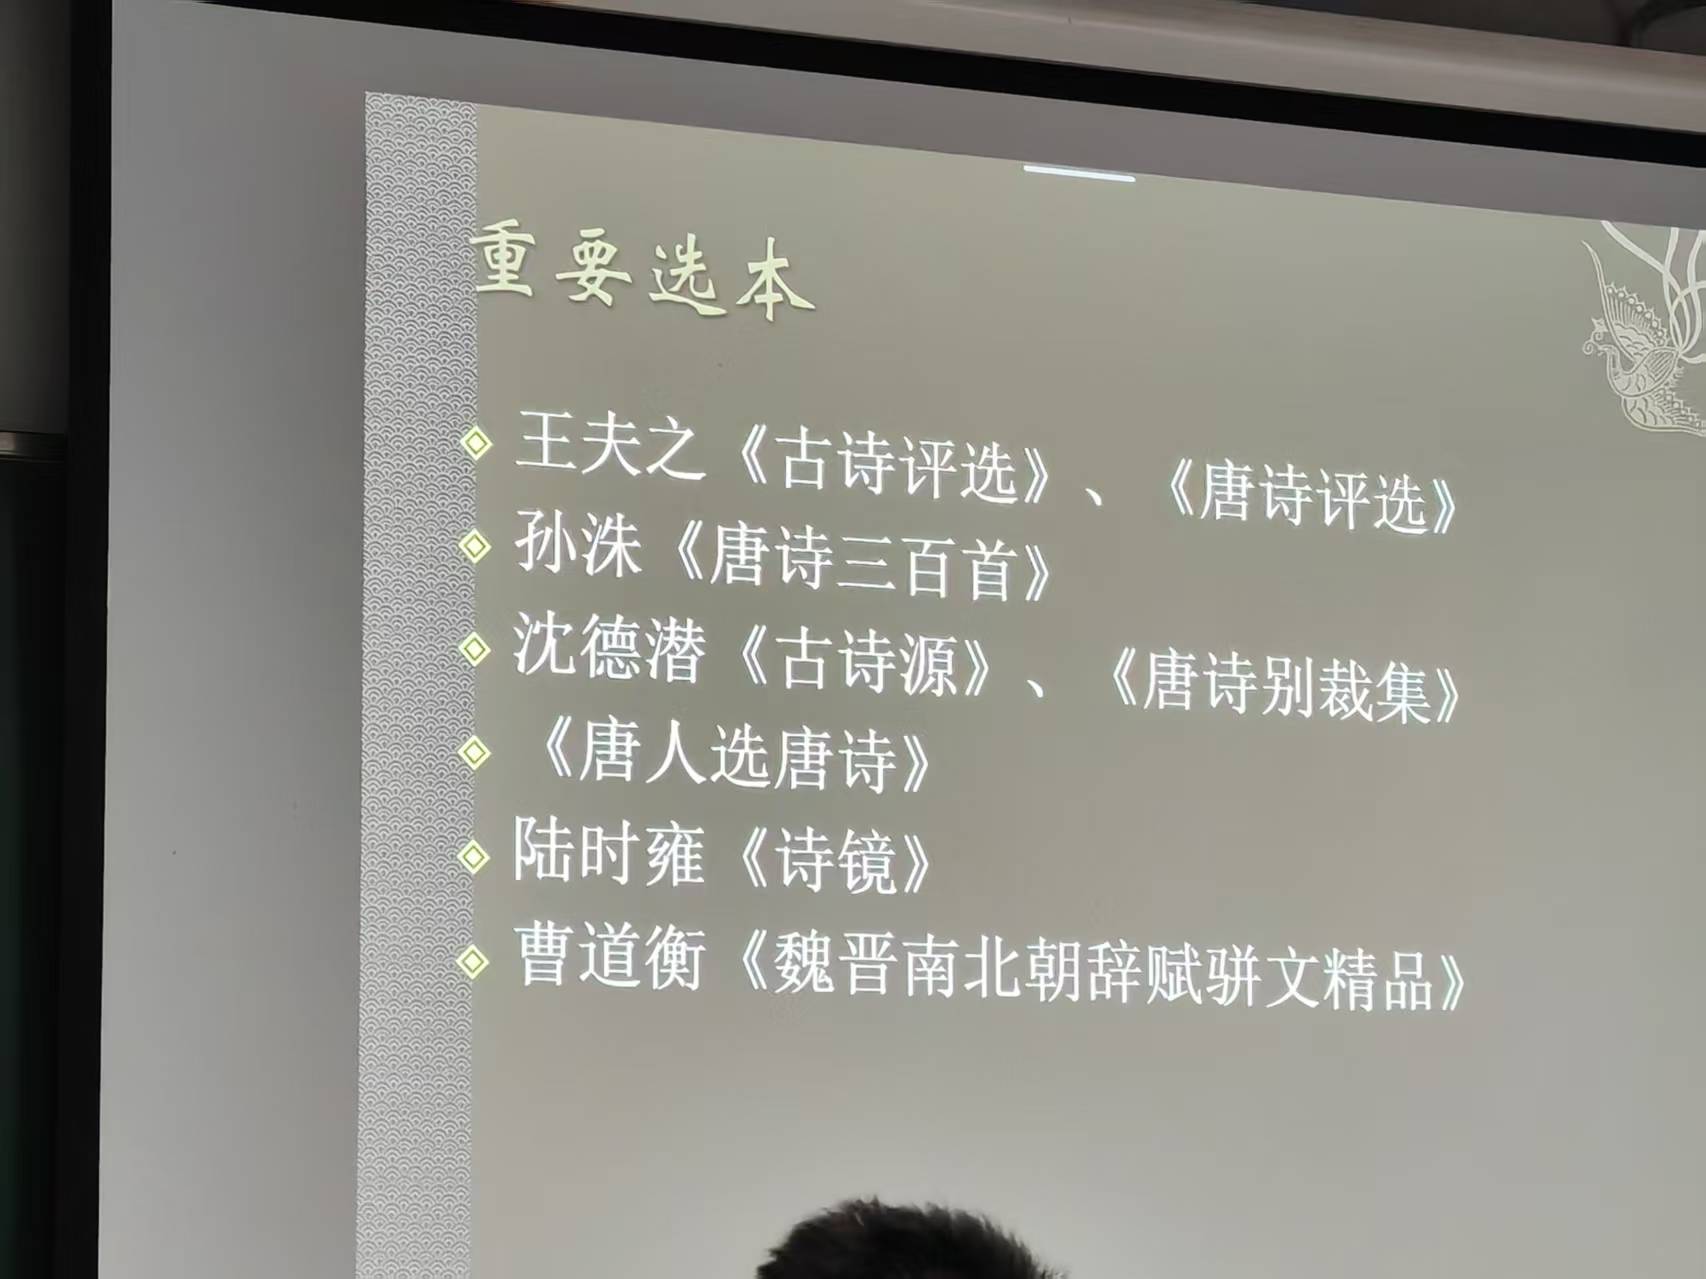 重要选本
王夫之《古诗评选》、《唐诗评选》
孙洙《唐诗三百首》
沈德潜《古诗源》、《唐诗别裁集》
《唐人选唐诗》
陆时雍《诗镜》
曹道衡《魏晋南北朝辞赋骈文精品》